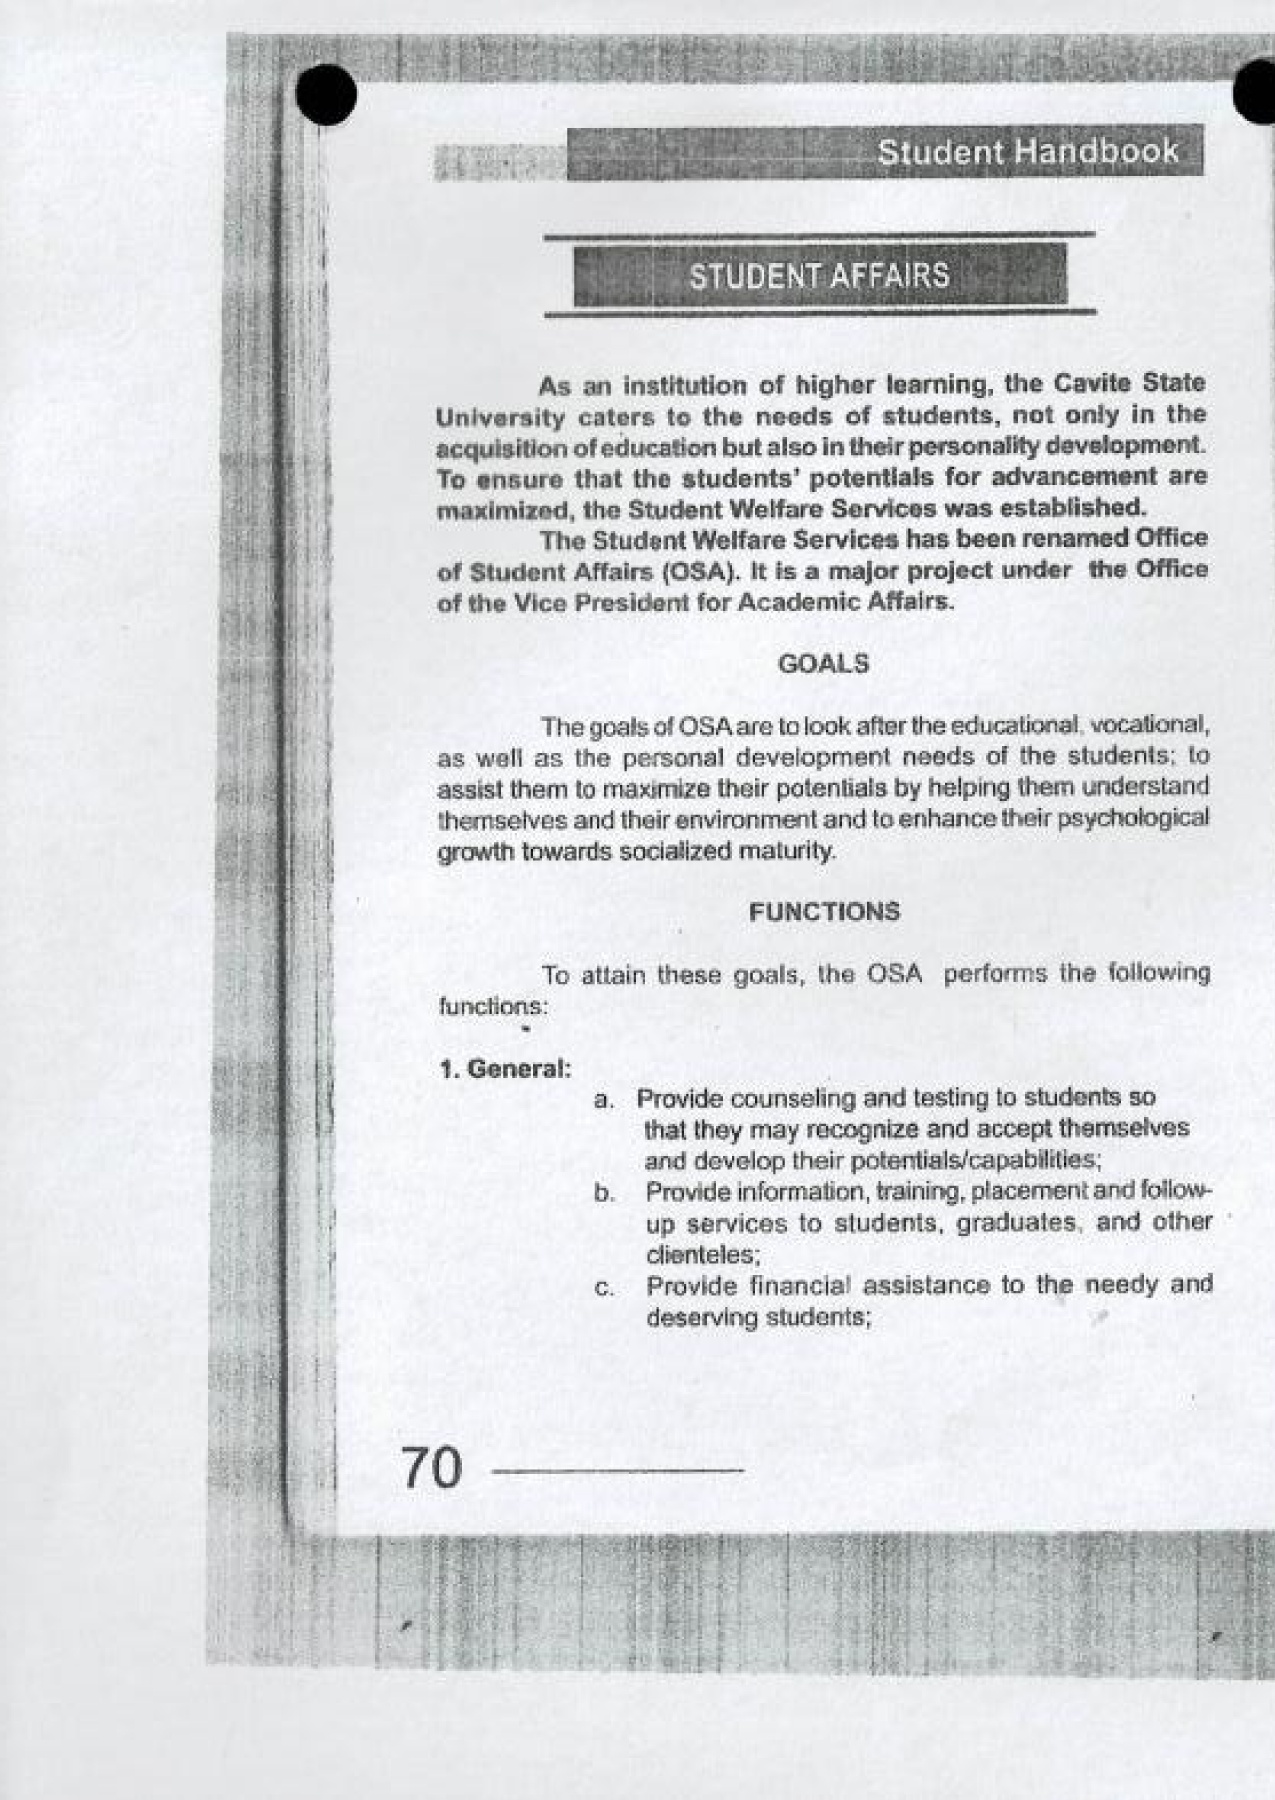 Student Handbook
STUDENT AFFAIRS
As an institution of higher learning, the Cavite State
University caters to the needs of students, not only in the
acquisition of education but also in their personality development.
To ensure that the students' potentials for advancement are
maximized, the Student Welfare Services was established.
The Student Welfare Services has been renamed Office
of Student Affairs (OSA). It is a major project under the Office
of the Vice President for Academic Affairs.
GOALS
The goals of OSA are to look after the educational, vocational,
as well as the personal development needs of the students; to
assist them to maximize their potentials by helping them understand
themselves and their environment and to enhance their psychological
growth towards socialized maturity.
FUNCTIONS
To attain these goals, the OSA performs the following
functions:
1. General:
a. Provide counseling and testing to students so
that they may recognize and accept themselves
and develop their potentials/capabilities;
b. Provide information, training, placement and follow-
up services to students, graduates, and other
clienteles;
c. Provide financial assistance to the needy and
deserving students;
70